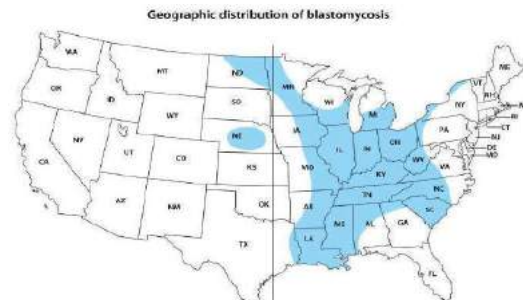 Geographic distribution of blastomycosis
WA
MT
ND
MN
ME
OR
ID
SD
WI
MI
VT
NH
NY
RI
CT
WY
IA
PA
NJ
DE
MD
NV
UT
CO
NE
IL
IN
OH
WV
VA
CA
KS
MO
KY
NC
TN
AZ
NM
OK
AR
SC
MS
AL
GA
TX
LA
FL